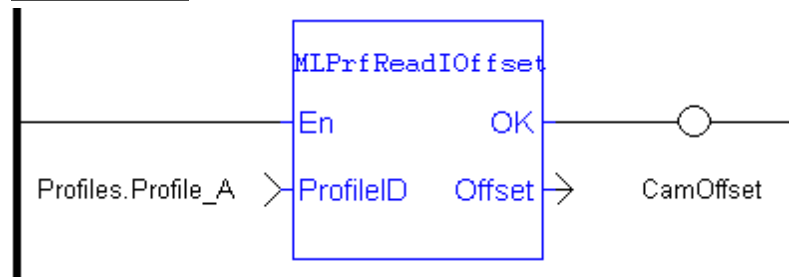 MLPrfReadIOffset
En OK
Profiles.Profile_A ProfileID Offset CamOffset